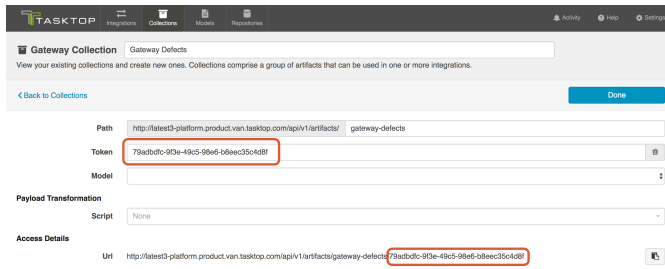 TASKTOP
Integrations Collections Models Repositories Activity Help Settings
Gateway Collection Gateway Defects
View your existing collections and create new ones. Collections comprise a group of artifacts that can be used in one or more integrations.
Back to Collections Done
Path http://latest3-platform.product.van.tasktop.com/api/v1/artifacts/ gateway-defects
Token 79adbdfc-9f3e-49c5-98e6-b8eec35c4d8f
Model
Payload Transformation
Script None
Access Details
Url http://latest3-platform.product.van.tasktop.com/api/v1/artifacts/gateway-defects/79adbdfc-9f3e-49c5-98e6-b8eec35c4d8f